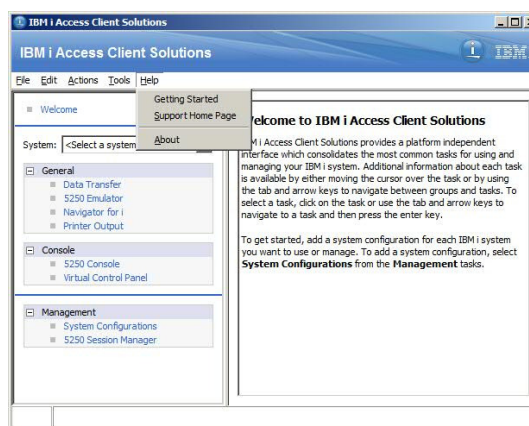 IBM i Access Client Solutions
IBM i Access Client Solutions
IBM
File Edit Actions Tools Help
Getting Started
Support Home Page
About
Welcome
System: <Select a system
General
Data Transfer
5250 Emulator
Navigator for i
Printer Output
Console
5250 Console
Virtual Control Panel
Management
System Configurations
5250 Session Manager
Welcome to IBM i Access Client Solutions
i Access Client Solutions provides a platform independent
interface which consolidates the most common tasks for using and
managing your IBM i system. Additional information about each task
is available by either moving the cursor over the task or by using
the tab and arrow keys to navigate between groups and tasks. To
select a task, click on the task or use the tab and arrow keys to
navigate to a task and then press the enter key.
To get started, add a system configuration for each IBM i system
you want to use or manage. To add a system configuration, select
System Configurations from the Management tasks.